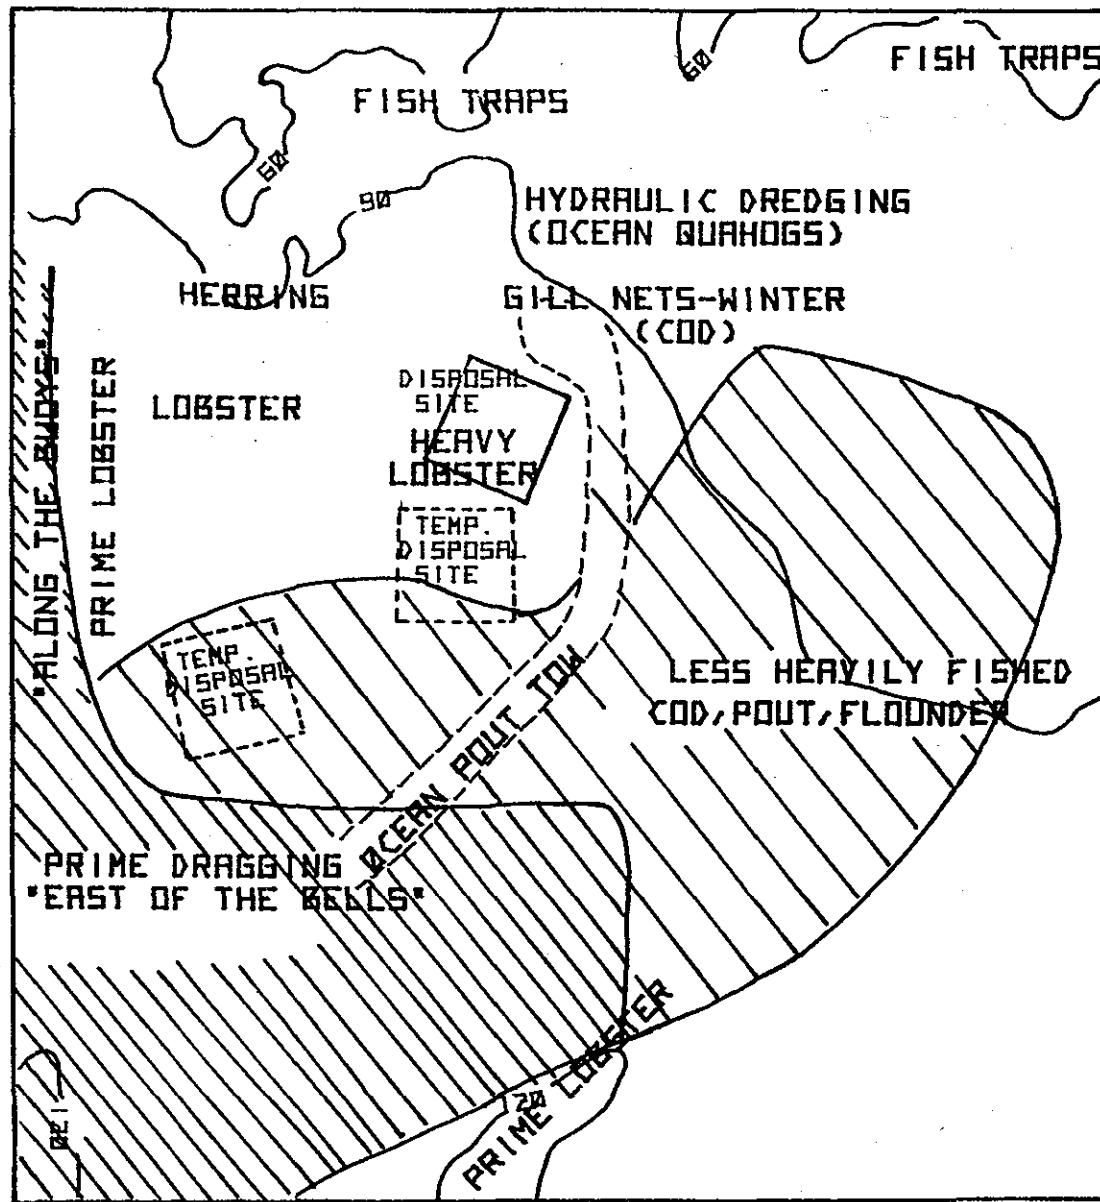 FISH TRAPS
60
FISH TRAPS
60
90
HYDRAULIC DREDGING
(OCEAN QUAHOGS)
HERRING
GILL NETS-WINTER
(COD)
"ALONG THE BUOYS"
PRIME LOBSTER
LOBSTER
DISPOSAL
SITE
HEAVY
LOBSTER
TEMP.
DISPOSAL
SITE
TEMP.
DISPOSAL
SITE
LESS HEAVILY FISHED
COD, POUT, FLOUNDER
OCEAN POUT TOW
PRIME DRAGGING
"EAST OF THE BELLS"
PRIME LOBSTER
120
120